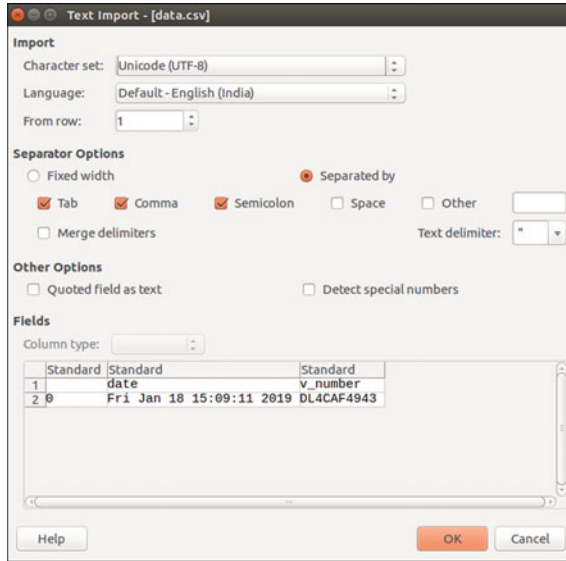 Text Import - [data.csv]
Import
Character set: Unicode (UTF-8)
Language: Default - English (India)
From row: 1
Separator Options
Fixed width Separated by
Tab Comma Semicolon Space Other
Merge delimiters Text delimiter: "
Other Options
Quoted field as text Detect special numbers
Fields
Column type:
Standard Standard Standard
1 date v_number
2 0 Fri Jan 18 15:09:11 2019 DL4CAF4943
Help OK Cancel